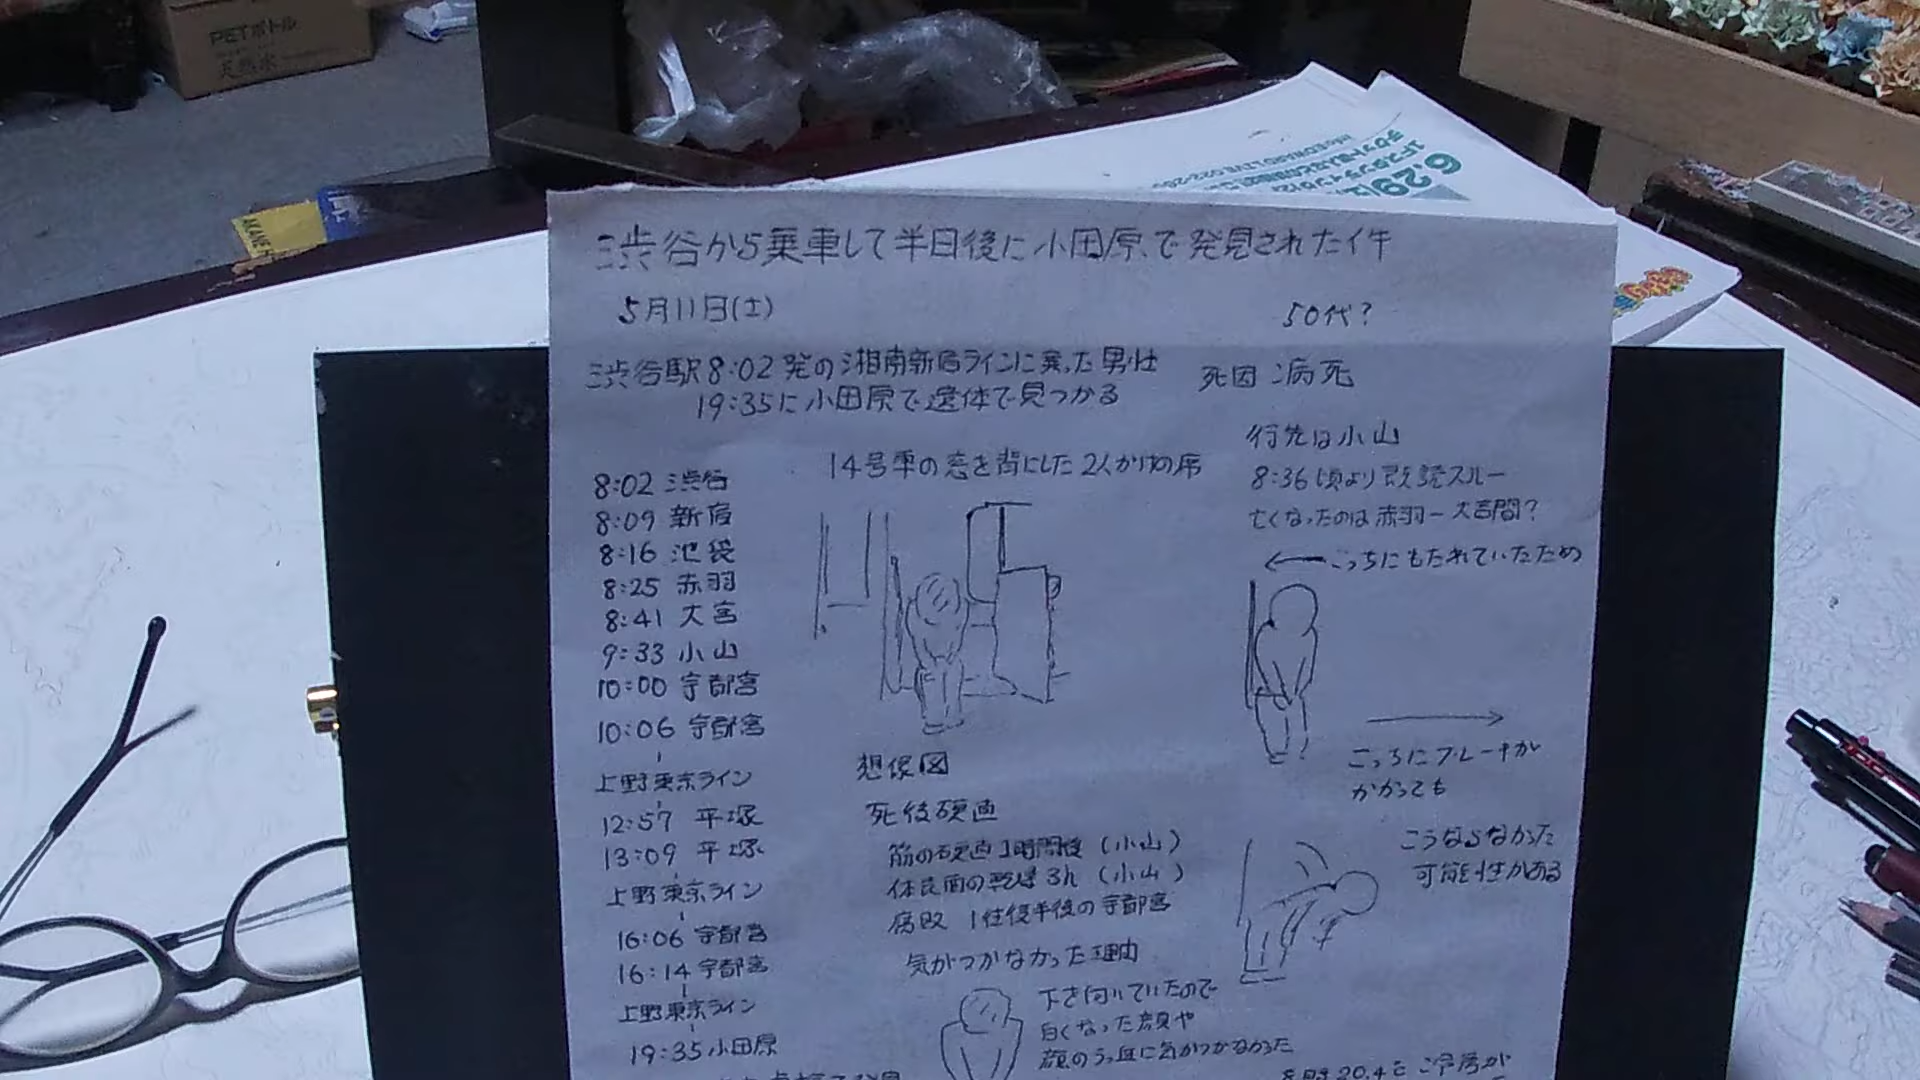 PETボトル
天然水
6.29
渋谷から乗車して半日後に小田原で発見された件
5月11日(土)
50代?
渋谷駅8:02発の湘南新宿ラインに乗った男性
19:35に小田原で遺体で見つかる
死因:病死
行先は小山
8:36頃より既読スルー
亡くなったのは赤羽ー大宮間?
←こっちにもたれていたため
14号車の窓を背にした2人がけの席
8:02 渋谷
8:09 新宿
8:16 池袋
8:25 赤羽
8:41 大宮
9:33 小山
10:00 宇都宮
10:06 宇都宮
上野東京ライン
12:57 平塚
13:09 平塚
上野東京ライン
16:06 宇都宮
16:14 宇都宮
上野東京ライン
19:35 小田原
想像図
死後硬直
筋の硬直1時間後(小山)
体表面の乾燥3h(小山)
腐敗 1往復半後の宇都宮
気がつかなかった理由
下を向いていたので
白くなった顔や
顔のうっ血に気がつかなかった
→
こっちにブレーキが
かかっても
こうならなかった
可能性がある
20.4℃